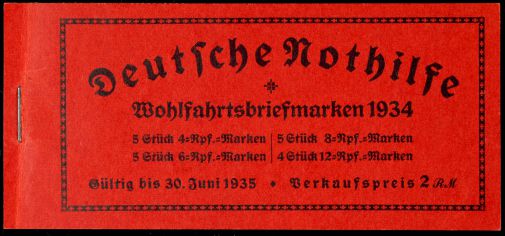 Deutsche Nothilfe
Wohlfahrtsbriefmarken 1934
5 Stück 4=Rpf.=Marken | 5 Stück 8=Rpf.=Marken
5 Stück 6=Rpf.=Marken | 4 Stück 12=Rpf.=Marken
Gültig bis 30. Juni 1935 • Verkaufspreis 2 RM